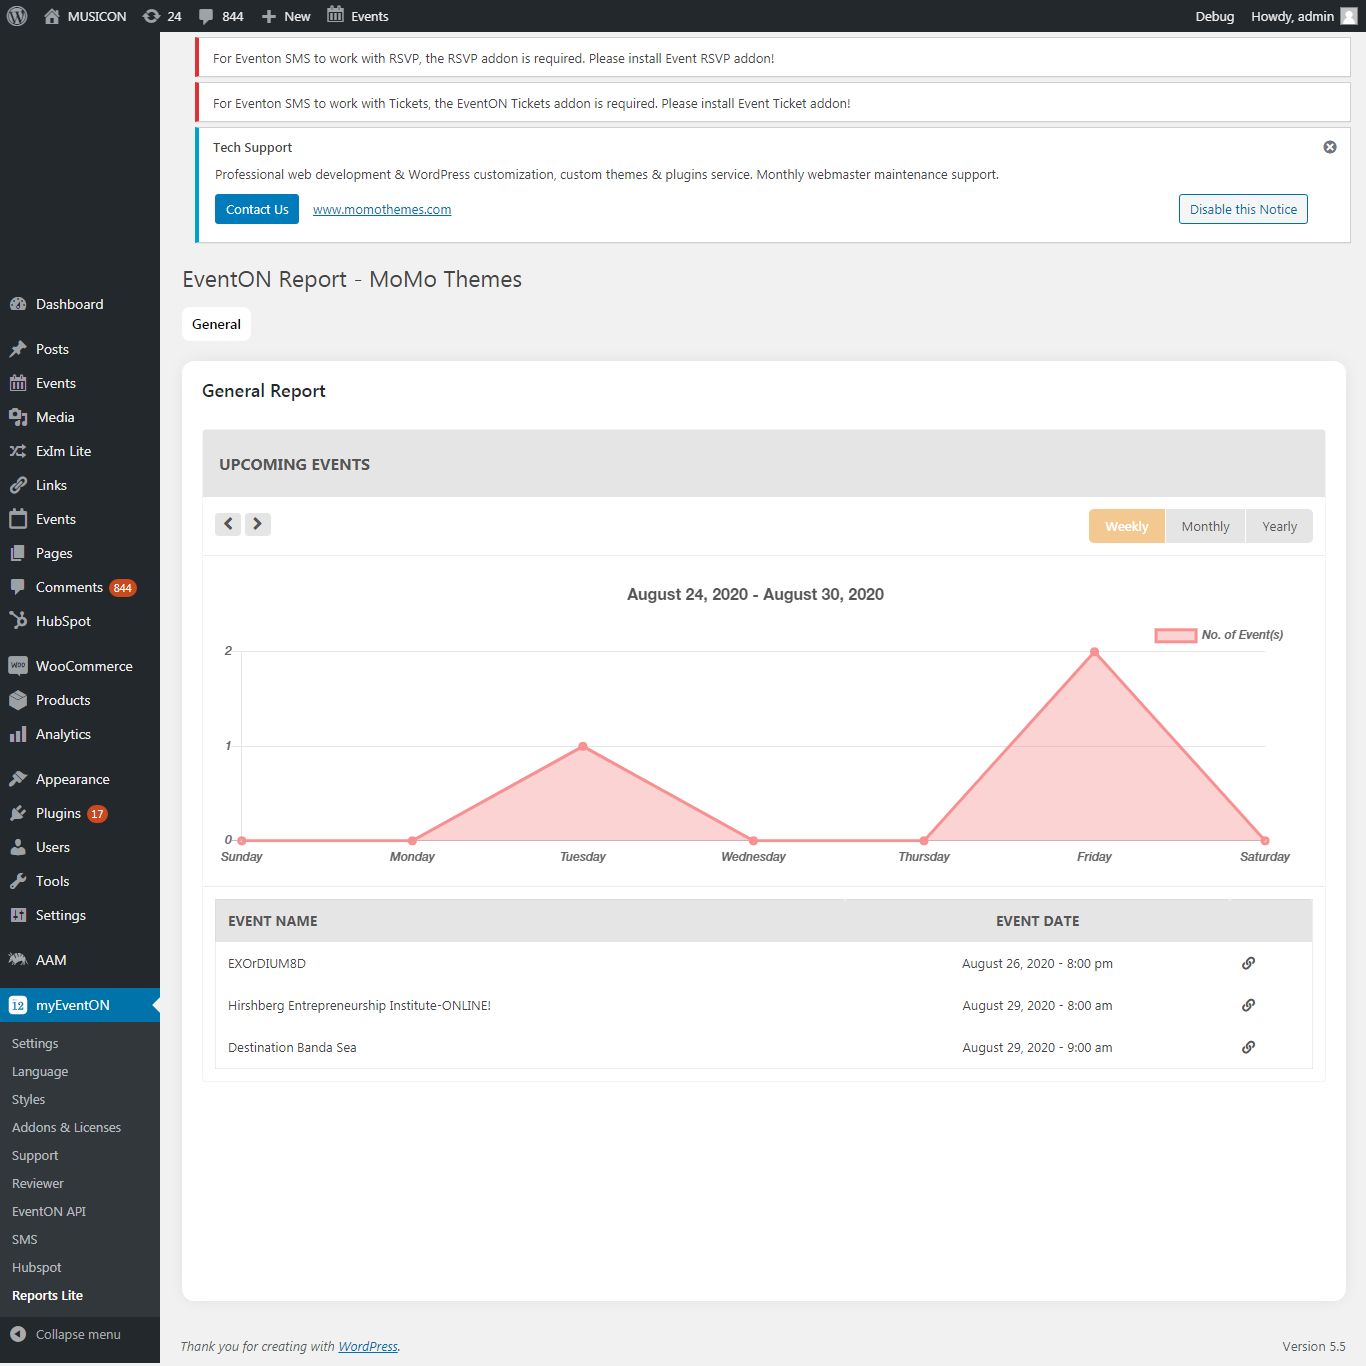 MUSICON 24 844 New Events Debug Howdy, admin
For Eventon SMS to work with RSVP, the RSVP addon is required. Please install Event RSVP addon!
For Eventon SMS to work with Tickets, the EventON Tickets addon is required. Please install Event Ticket addon!
Tech Support
Professional web development & WordPress customization, custom themes & plugins service. Monthly webmaster maintenance support.
Contact Us www.momothemes.com Disable this Notice
Dashboard
Posts
Events
Media
ExIm Lite
Links
Events
Pages
Comments 844
HubSpot
WOO WooCommerce
Products
Analytics
Appearance
Plugins 17
Users
Tools
Settings
AAM
12 myEventON
Settings
Language
Styles
Addons & Licenses
Support
Reviewer
EventON API
SMS
Hubspot
Reports Lite
Collapse menu
EventON Report - MoMo Themes
General
General Report
UPCOMING EVENTS
Weekly Monthly Yearly
August 24, 2020 - August 30, 2020
No. of Event(s)
2
1
0
Sunday Monday Tuesday Wednesday Thursday Friday Saturday
EVENT NAME EVENT DATE
EXOrDIUM8D August 26, 2020 - 8:00 pm
Hirshberg Entrepreneurship Institute-ONLINE! August 29, 2020 - 8:00 am
Destination Banda Sea August 29, 2020 - 9:00 am
Thank you for creating with WordPress. Version 5.5